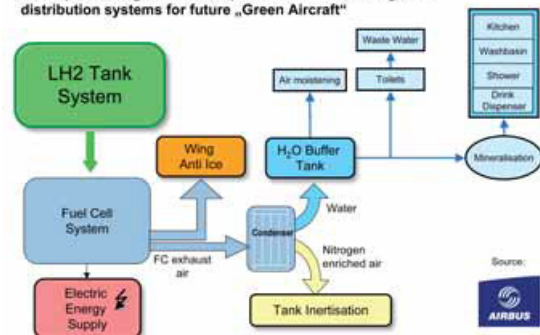 distribution systems for future „Green Aircraft“
LH2 Tank
System
Waste Water
Air moistening
Toilets
Kitchen
Washbasin
Shower
Drink
Dispenser
Wing
Anti Ice
H₂O Buffer
Tank
Mineralisation
Fuel Cell
System
Water
Condenser
FC exhaust
air
Nitrogen
enriched air
Electric
Energy
Supply
Tank Inertisation
Source:
AIRBUS